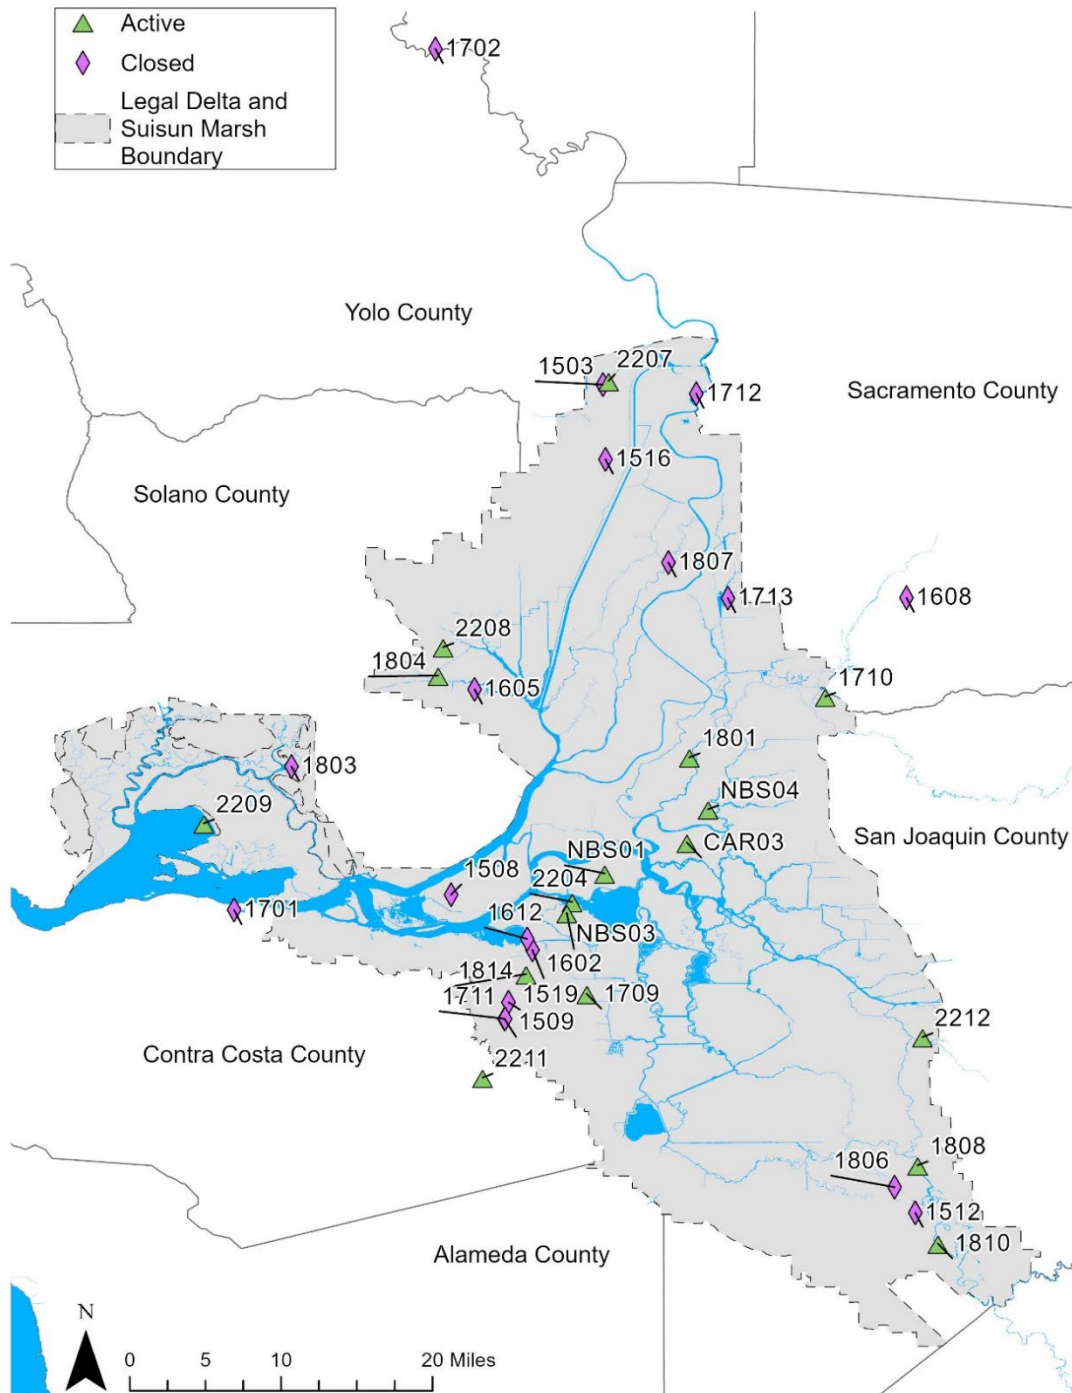 Active
Closed
Legal Delta and
Suisun Marsh
Boundary
1702
Yolo County
1503
2207
1712
Sacramento County
1516
Solano County
1807
1713
1608
2208
1804
1605
1710
1803
1801
2209
NBS04
San Joaquin County
CAR03
NBS01
1508
2204
1701
1612
NBS03
1602
1814
1711
1519
1709
1509
2212
Contra Costa County
2211
1808
1806
1512
1810
Alameda County
N
0 5 10 20 Miles